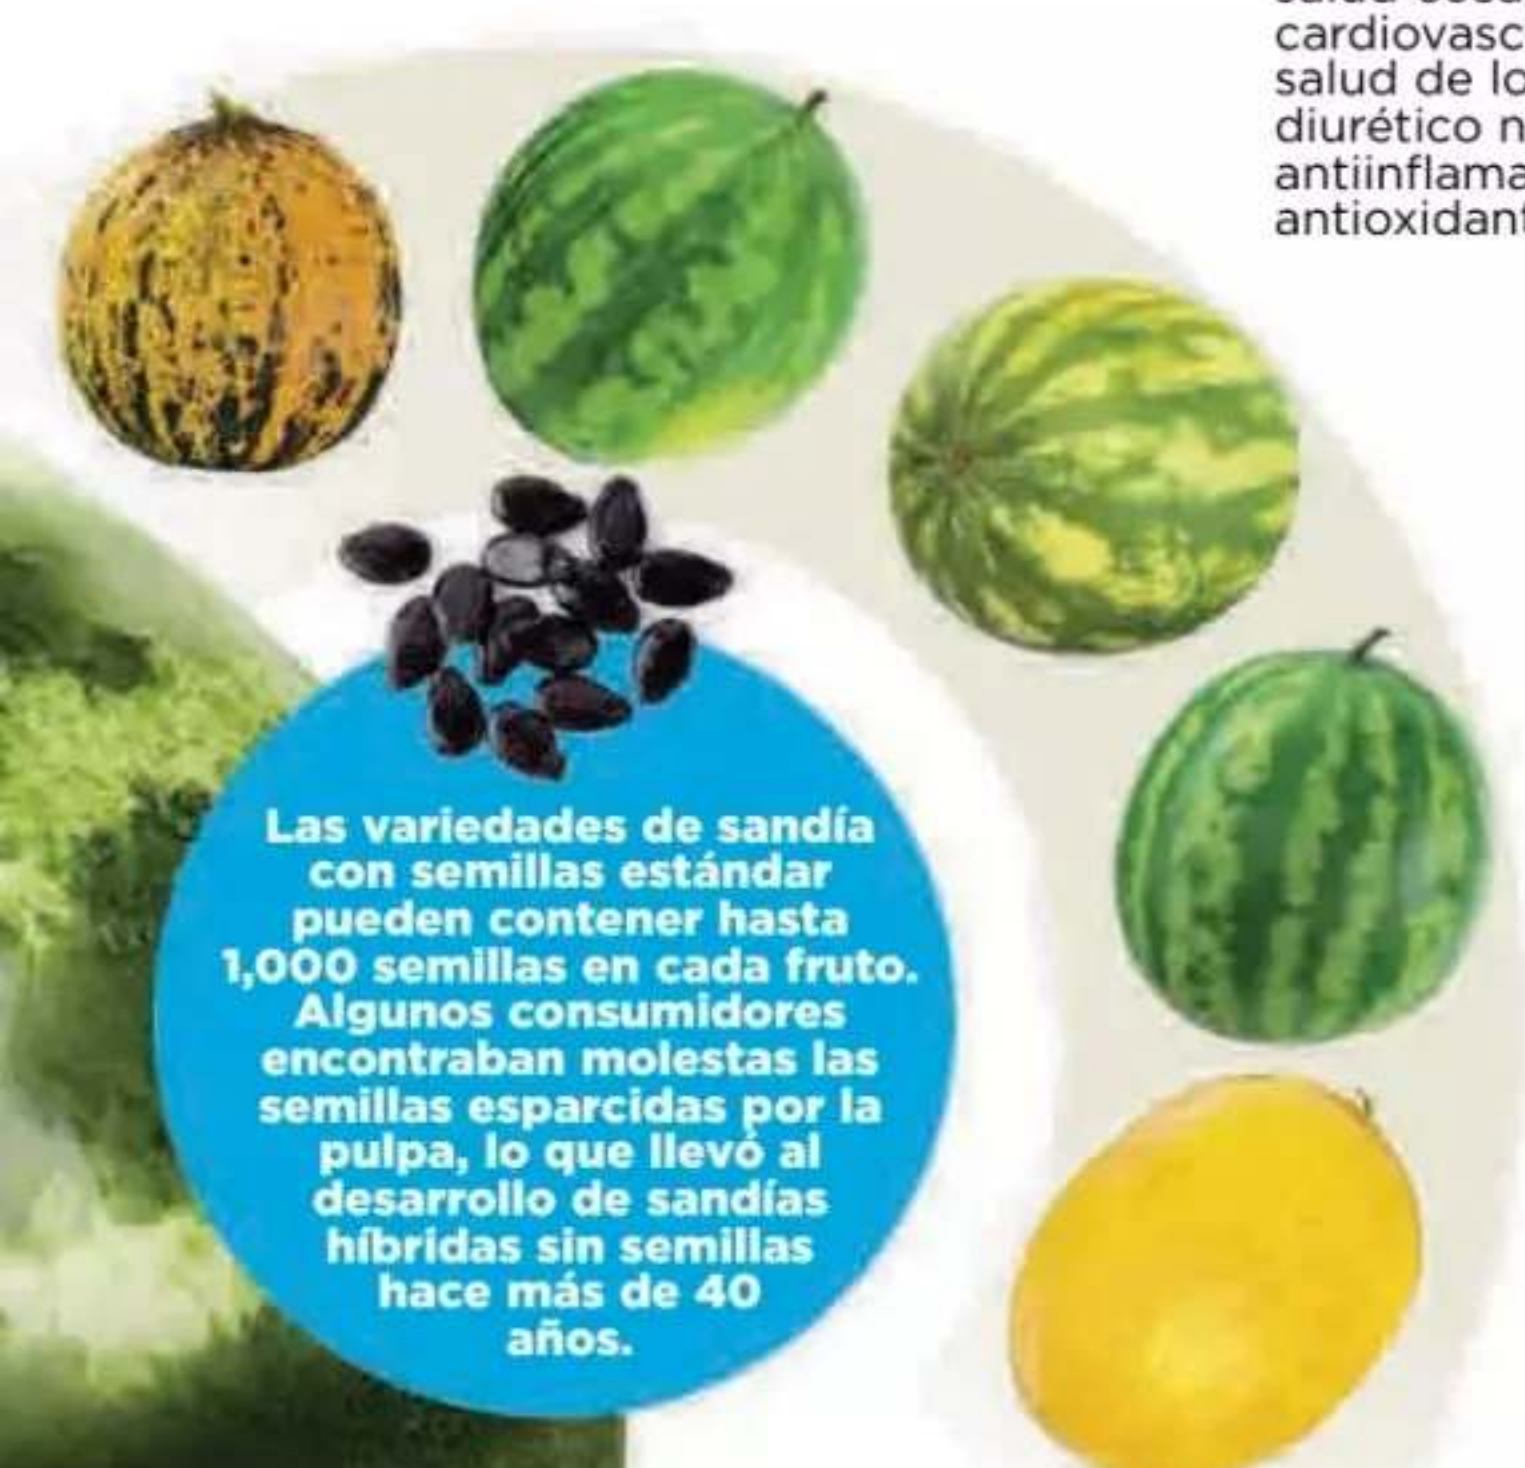 cardiovasc
salud de lo
diurético n
antiinflama
antioxidant
Las variedades de sandía
con semillas estándar
pueden contener hasta
1,000 semillas en cada fruto.
Algunos consumidores
encontraban molestas las
semillas esparcidas por la
pulpa, lo que llevó al
desarrollo de sandías
híbridas sin semillas
hace más de 40
años.